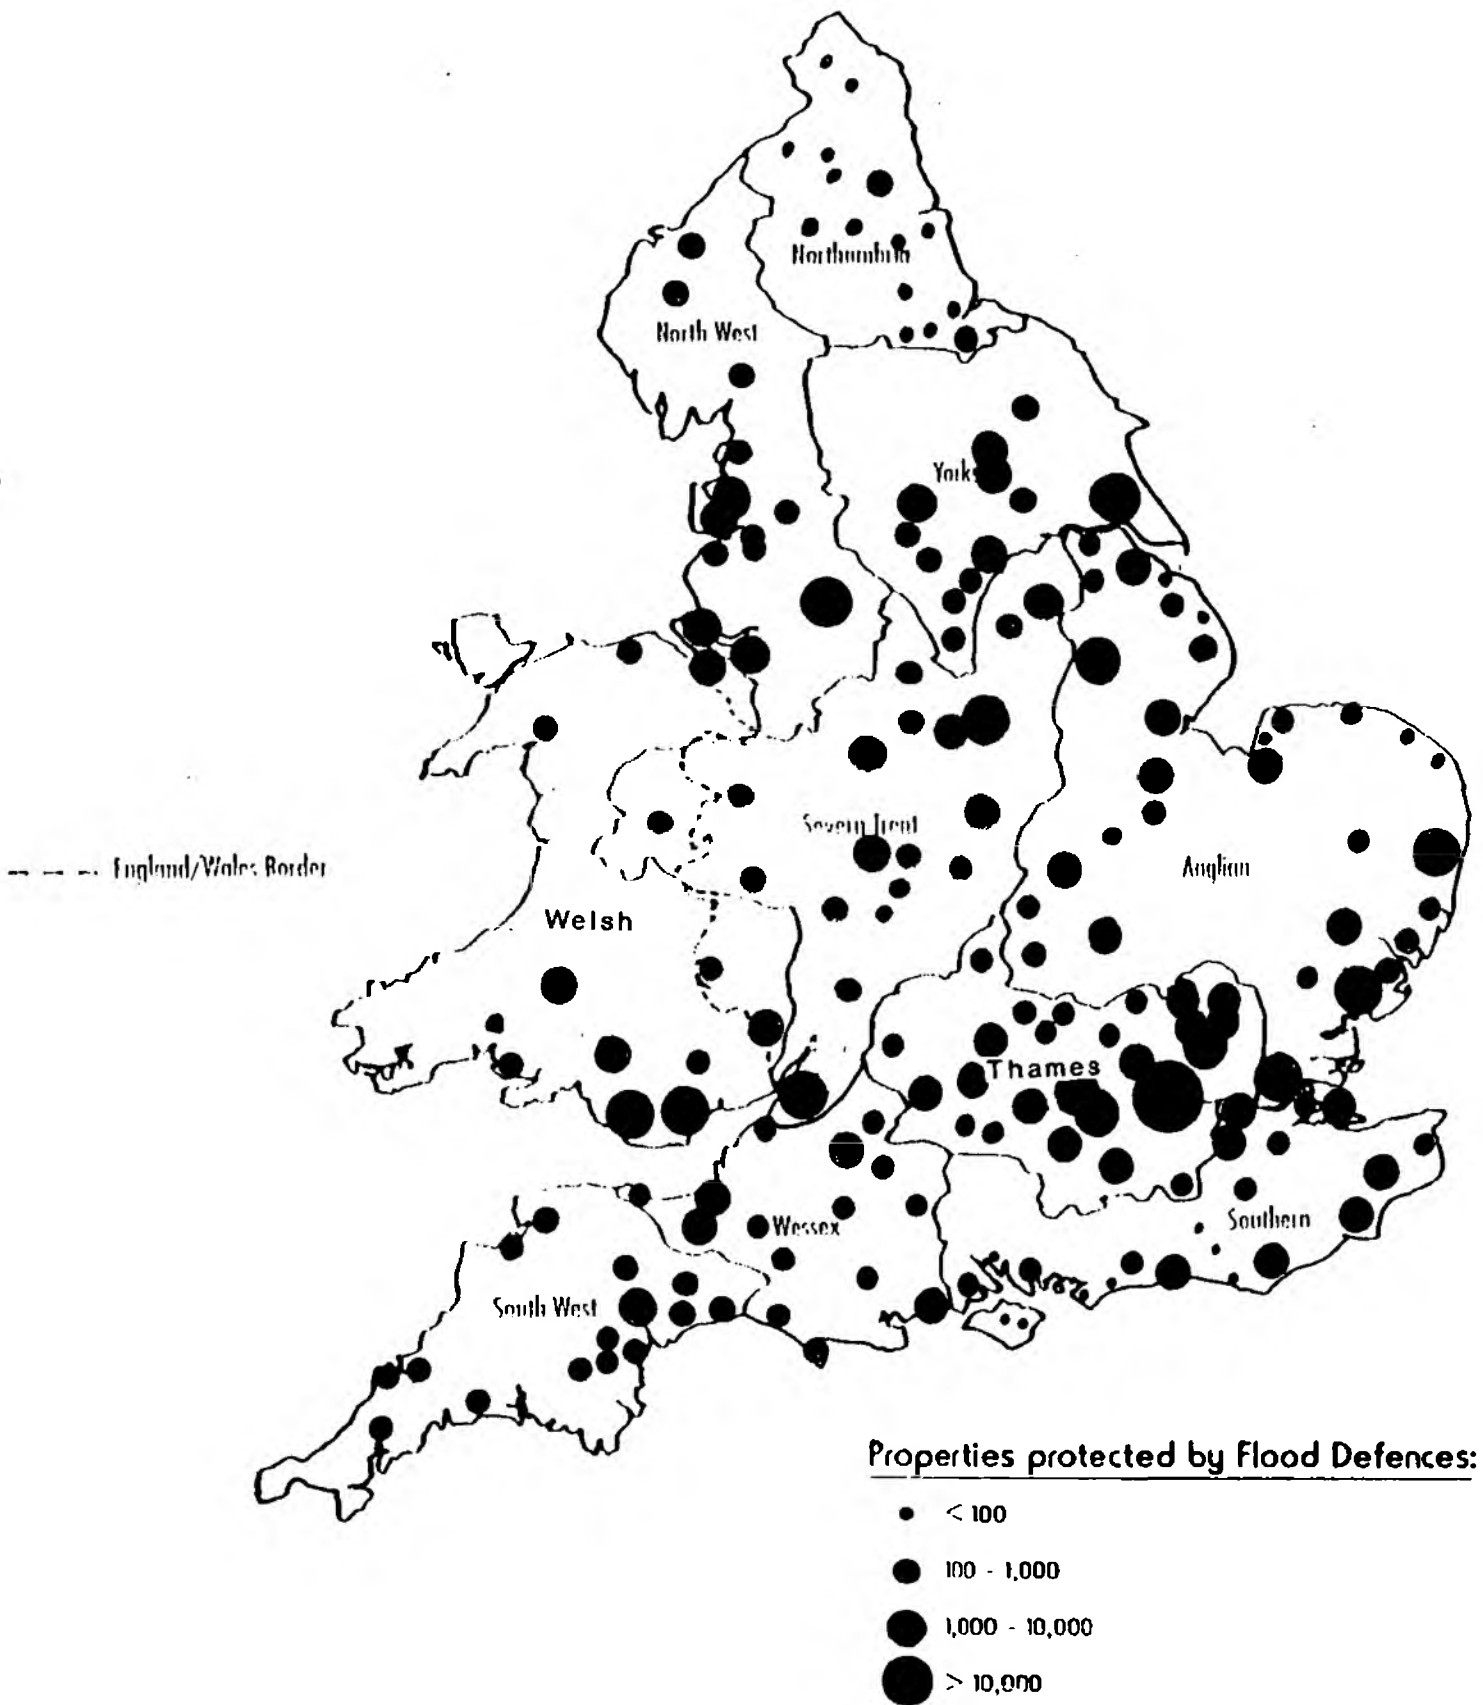 Northumbria
North West
Yorks
Severn Trent
England/Wales Border
Anglian
Welsh
Thames
Wessex
Southern
South West
Properties protected by Flood Defences:
< 100
100 - 1,000
1,000 - 10,000
> 10,000